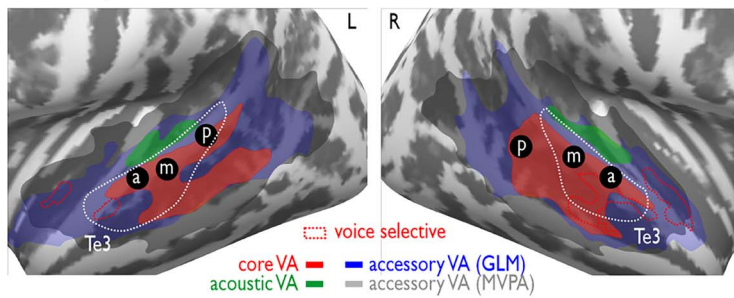 L R
p
m
a
p
m
a
Te3
Te3
voice selective
core VA accessory VA (GLM)
acoustic VA accessory VA (MVPA)